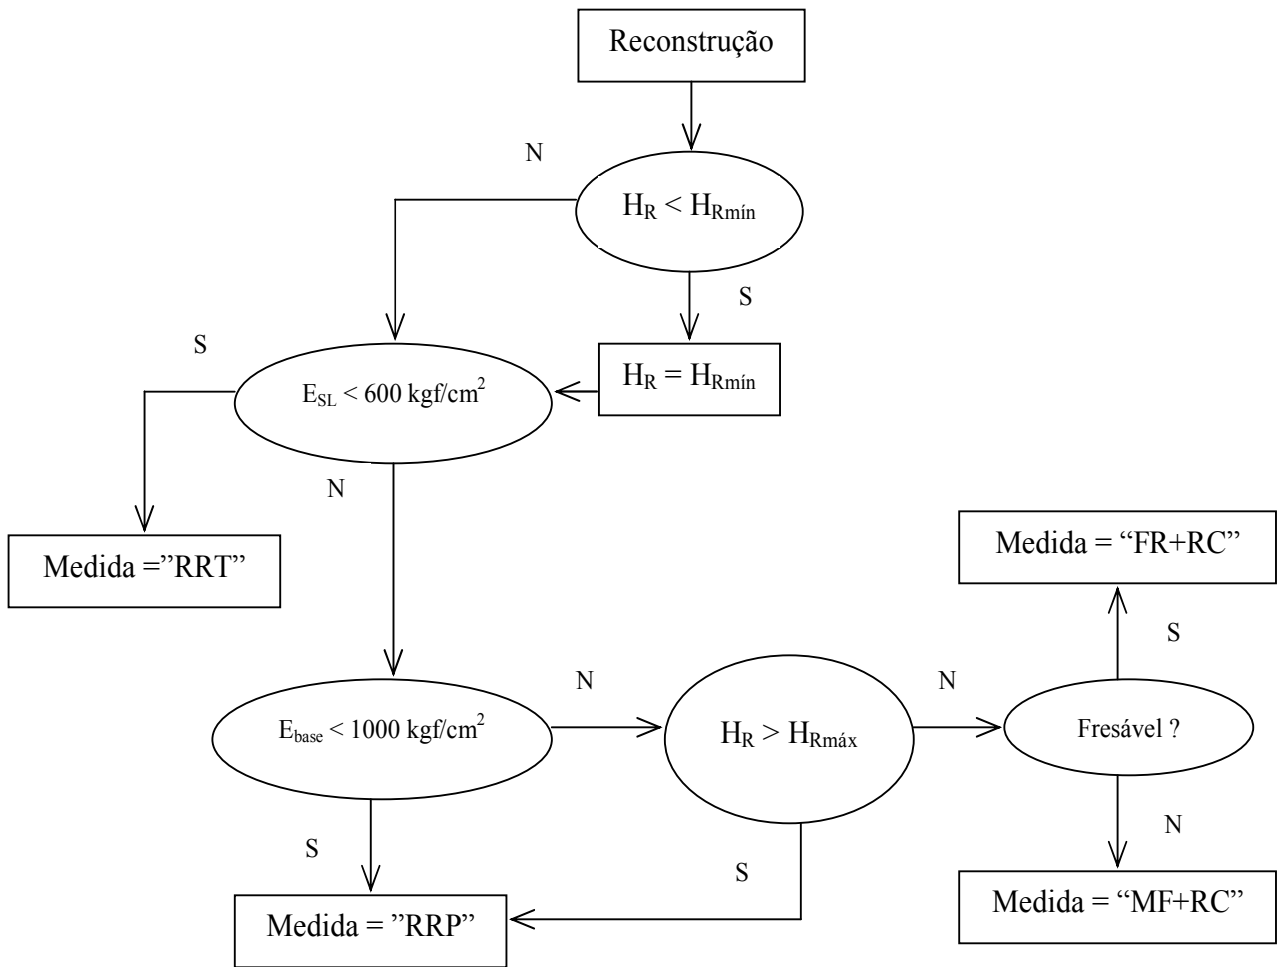 Reconstrução
N
H_R < H_Rmín
S
S
H_R = H_Rmín
E_SL < 600 kgf/cm²
N
Medida =”RRT”
Medida = “FR+RC”
S
N
N
E_base < 1000 kgf/cm²
H_R > H_Rmáx
Fresável ?
N
S
S
Medida = “MF+RC”
Medida = ”RRP”